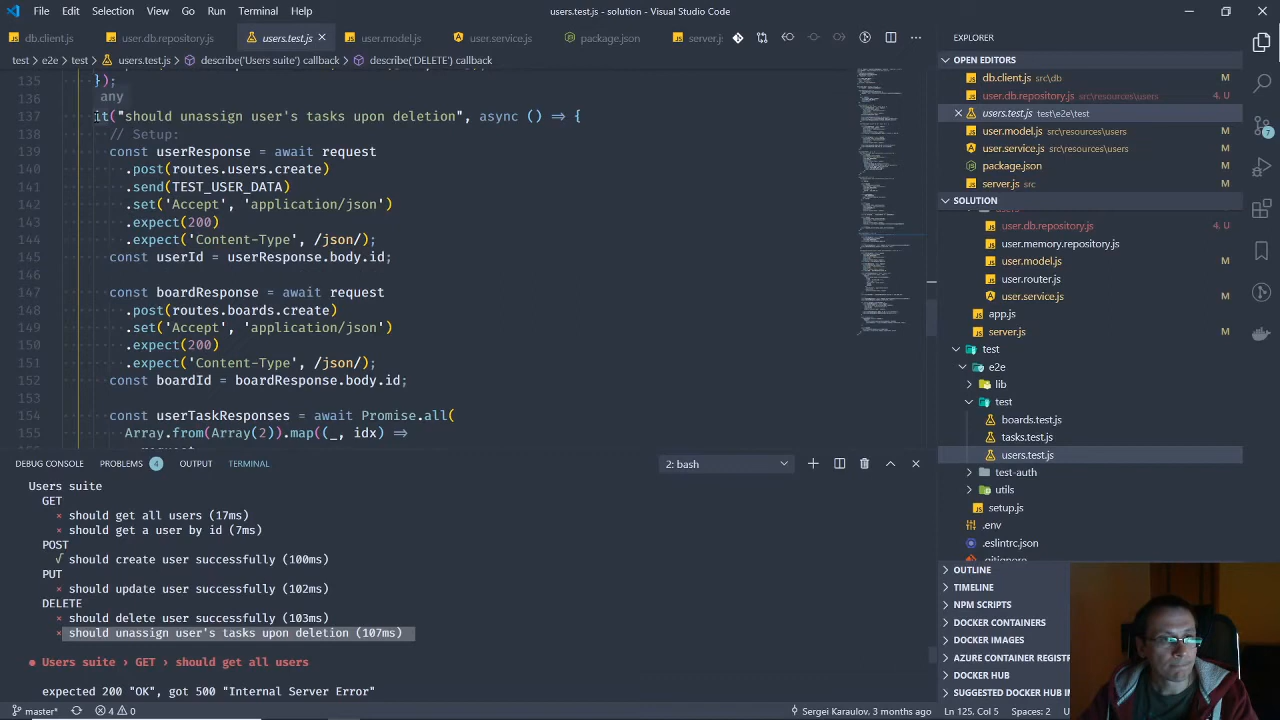 File Edit Selection View Go Run Terminal Help users.test.js - solution - Visual Studio Code
db.client.js user.db.repository.js users.test.js user.model.js user.service.js package.json server.js
test > e2e > test > users.test.js > describe('Users suite') callback > describe('DELETE') callback
135 });
136
any
137 it("should unassign user's tasks upon deletion", async () => {
138 // Setup:
139 const userResponse = await request
140 .post(routes.users.create)
141 .send(TEST_USER_DATA)
142 .set('Accept', 'application/json')
143 .expect(200)
144 .expect('Content-Type', /json/);
145 const userId = userResponse.body.id;
146
147 const boardResponse = await request
148 .post(routes.boards.create)
149 .set('Accept', 'application/json')
150 .expect(200)
151 .expect('Content-Type', /json/);
152 const boardId = boardResponse.body.id;
153
154 const userTaskResponses = await Promise.all(
155 Array.from(Array(2)).map((_, idx) =>
DEBUG CONSOLE PROBLEMS 4 OUTPUT TERMINAL 2: bash
Users suite
GET
× should get all users (17ms)
× should get a user by id (7ms)
POST
√ should create user successfully (100ms)
PUT
× should update user successfully (102ms)
DELETE
× should delete user successfully (103ms)
× should unassign user's tasks upon deletion (107ms)
● Users suite › GET › should get all users
expected 200 "OK", got 500 "Internal Server Error"
master* 4 0 Sergei Karaulov, 3 months ago Ln 125, Col 5 Spaces: 2
EXPLORER
OPEN EDITORS
db.client.js src\db M
user.db.repository.js src\resources\users 4, U
users.test.js test\e2e\test
user.model.js src\resources\users M
user.service.js src\resources\users M
package.json M
server.js src M
SOLUTION
user.db.repository.js 4, U
user.memory.repository.js
user.model.js M
user.router.js
user.service.js M
app.js
server.js M
test
e2e
lib
test
boards.test.js
tasks.test.js
users.test.js
test-auth
utils
setup.js
.env
.eslintrc.json
.gitignore
OUTLINE
TIMELINE
NPM SCRIPTS
DOCKER CONTAINERS
DOCKER IMAGES
AZURE CONTAINER REGIST
DOCKER HUB
SUGGESTED DOCKER HUB IM
7